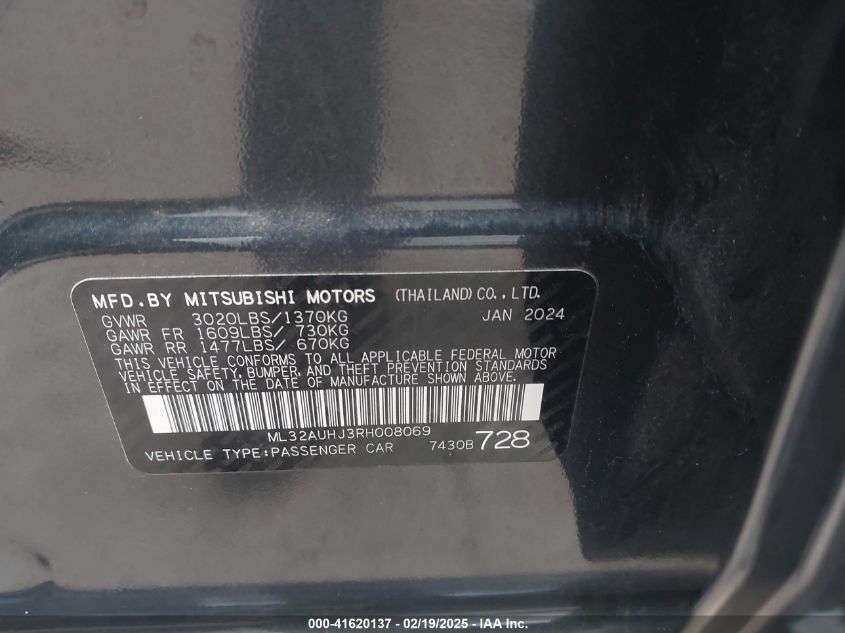 MFD.BY MITSUBISHI MOTORS (THAILAND)CO.,LTD.
GVWR 3020LBS/1370KG JAN 2024
GAWR FR 1609LBS/ 730KG
GAWR RR 1477LBS/ 670KG
THIS VEHICLE CONFORMS TO ALL APPLICABLE FEDERAL MOTOR
VEHICLE SAFETY, BUMPER, AND THEFT PREVENTION STANDARDS
IN EFFECT ON THE DATE OF MANUFACTURE SHOWN ABOVE.
ML32AUHJ3RH008069
VEHICLE TYPE:PASSENGER CAR 7430B 728
000-41620137 - 02/19/2025 - IAA Inc.